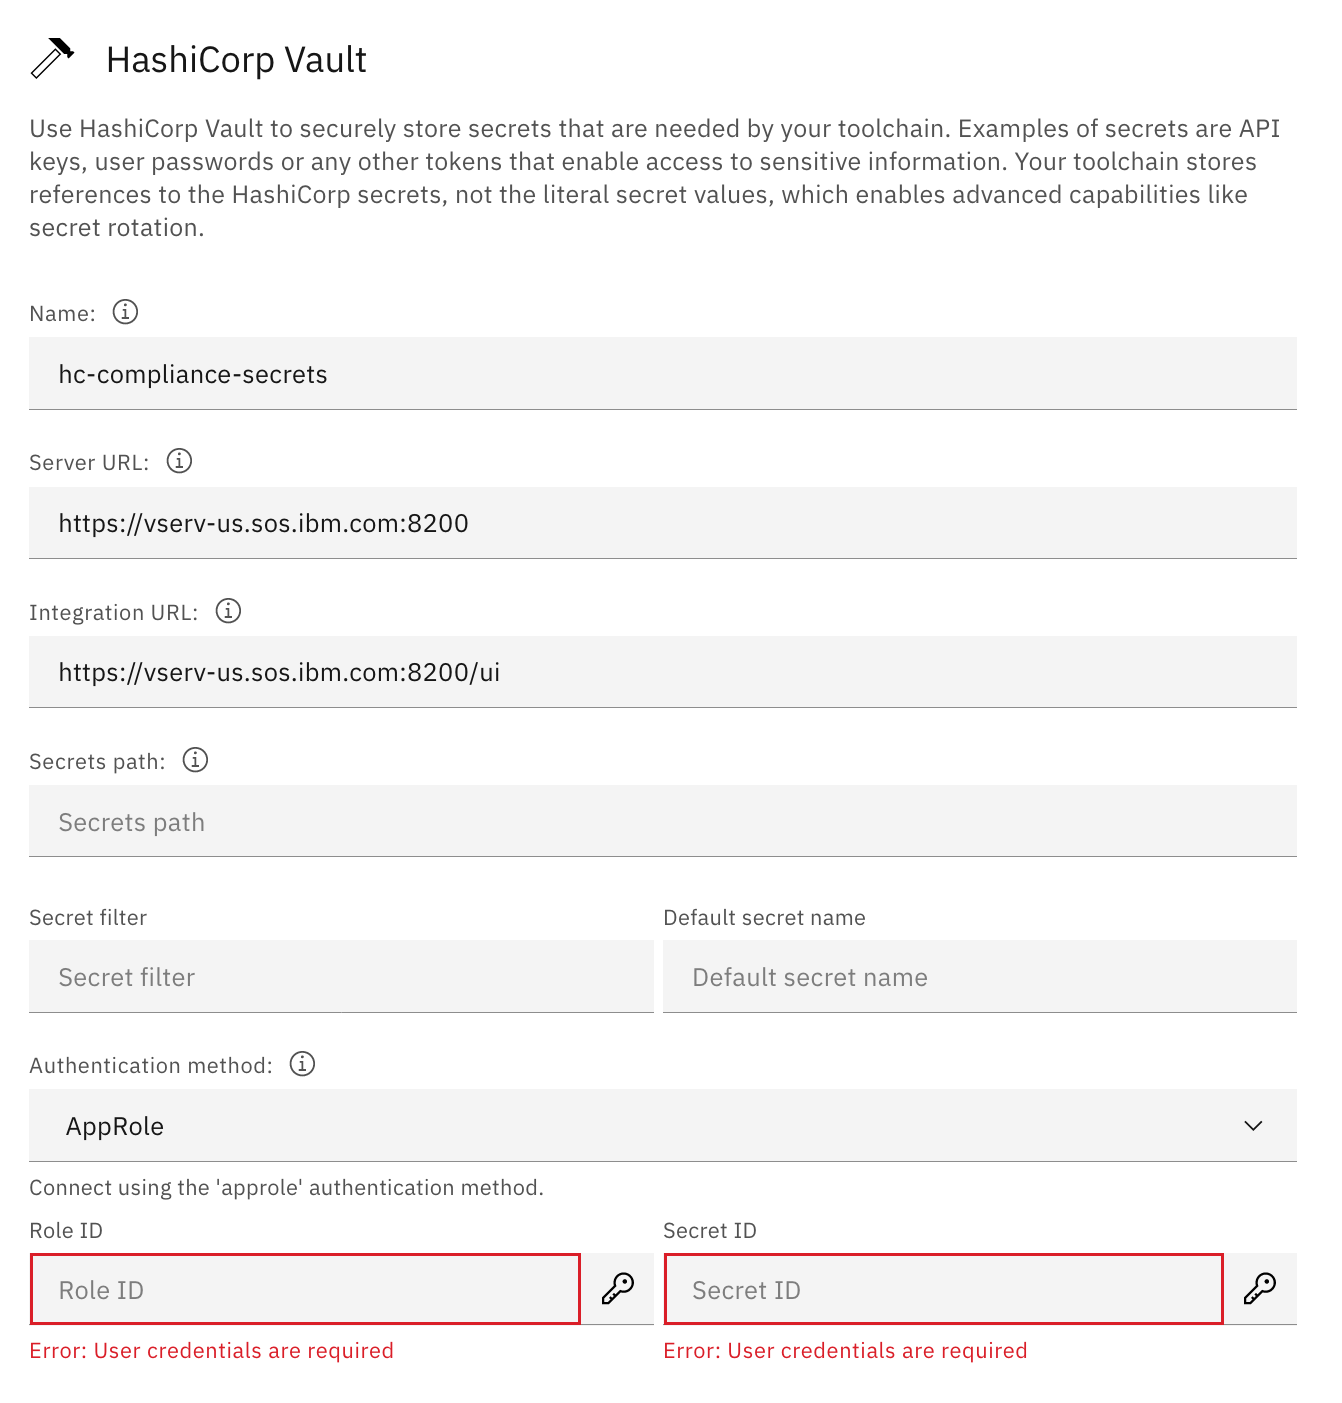 HashiCorp Vault
Use HashiCorp Vault to securely store secrets that are needed by your toolchain. Examples of secrets are API
keys, user passwords or any other tokens that enable access to sensitive information. Your toolchain stores
references to the HashiCorp secrets, not the literal secret values, which enables advanced capabilities like
secret rotation.
Name:
hc-compliance-secrets
Server URL:
https://vserv-us.sos.ibm.com:8200
Integration URL:
https://vserv-us.sos.ibm.com:8200/ui
Secrets path:
Secrets path
Secret filter
Default secret name
Secret filter
Default secret name
Authentication method:
AppRole
Connect using the 'approle' authentication method.
Role ID
Secret ID
Role ID
Secret ID
Error: User credentials are required
Error: User credentials are required